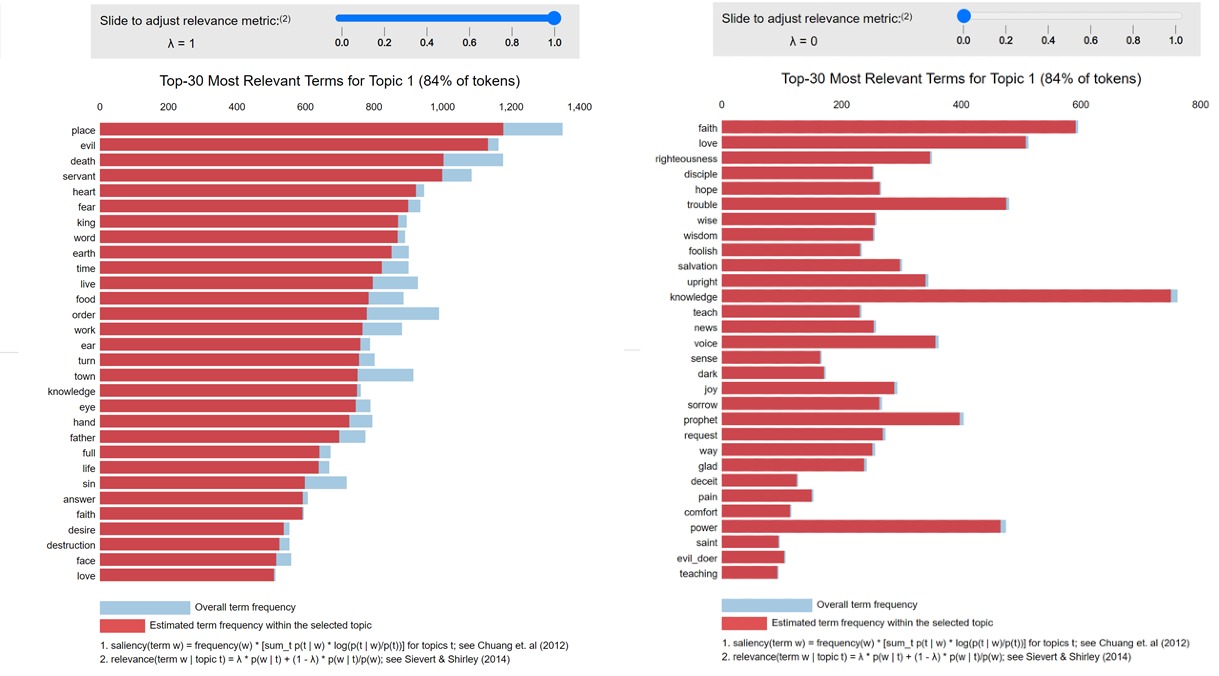 Slide to adjust relevance metric:(2)
λ = 1
0.0 0.2 0.4 0.6 0.8 1.0
Top-30 Most Relevant Terms for Topic 1 (84% of tokens)
0 200 400 600 800 1,000 1,200 1,400
place
evil
death
servant
heart
fear
king
word
earth
time
live
food
order
work
ear
turn
town
knowledge
eye
hand
father
full
life
sin
answer
faith
desire
destruction
face
love
Overall term frequency
Estimated term frequency within the selected topic
1. saliency(term w) = frequency(w) * [sum_t p(t | w) * log(p(t | w)/p(t))] for topics t; see Chuang et. al (2012)
2. relevance(term w | topic t) = λ * p(w | t) + (1 - λ) * p(w | t)/p(w); see Sievert & Shirley (2014)
Slide to adjust relevance metric:(2)
λ = 0
0.0 0.2 0.4 0.6 0.8 1.0
Top-30 Most Relevant Terms for Topic 1 (84% of tokens)
0 200 400 600 800
faith
love
righteousness
disciple
hope
trouble
wise
wisdom
foolish
salvation
upright
knowledge
teach
news
voice
sense
dark
joy
sorrow
prophet
request
way
glad
deceit
pain
comfort
power
saint
evil_doer
teaching
Overall term frequency
Estimated term frequency within the selected topic
1. saliency(term w) = frequency(w) * [sum_t p(t | w) * log(p(t | w)/p(t))] for topics t; see Chuang et. al (2012)
2. relevance(term w | topic t) = λ * p(w | t) + (1 - λ) * p(w | t)/p(w); see Sievert & Shirley (2014)